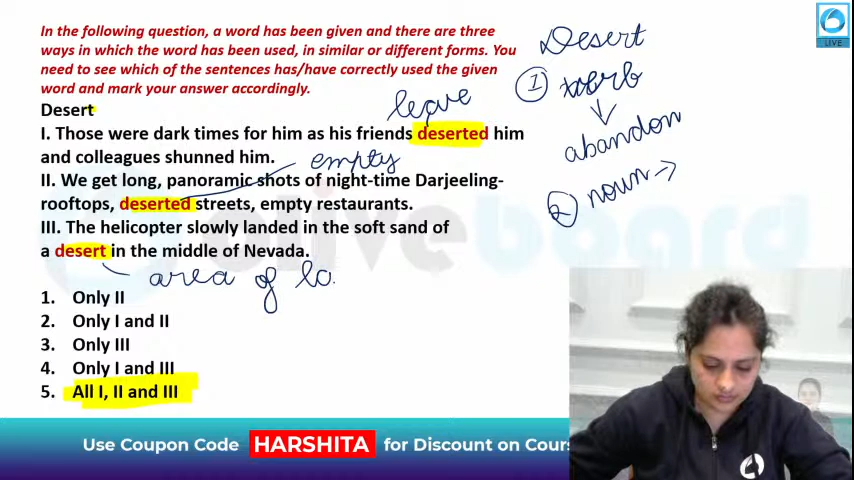 In the following question, a word has been given and there are three
ways in which the word has been used, in similar or different forms. You
need to see which of the sentences has/have correctly used the given
word and mark your answer accordingly.
Desert
leave
I. Those were dark times for him as his friends deserted him
and colleagues shunned him.
empty
II. We get long, panoramic shots of night-time Darjeeling-
rooftops, deserted streets, empty restaurants.
III. The helicopter slowly landed in the soft sand of
a desert in the middle of Nevada.
area of lo
1. Only II
2. Only I and II
3. Only III
4. Only I and III
5. All I, II and III
Desert
1 verb
abandon
2 noun →
LIVE
oliveboard
Use Coupon Code HARSHITA for Discount on Cours